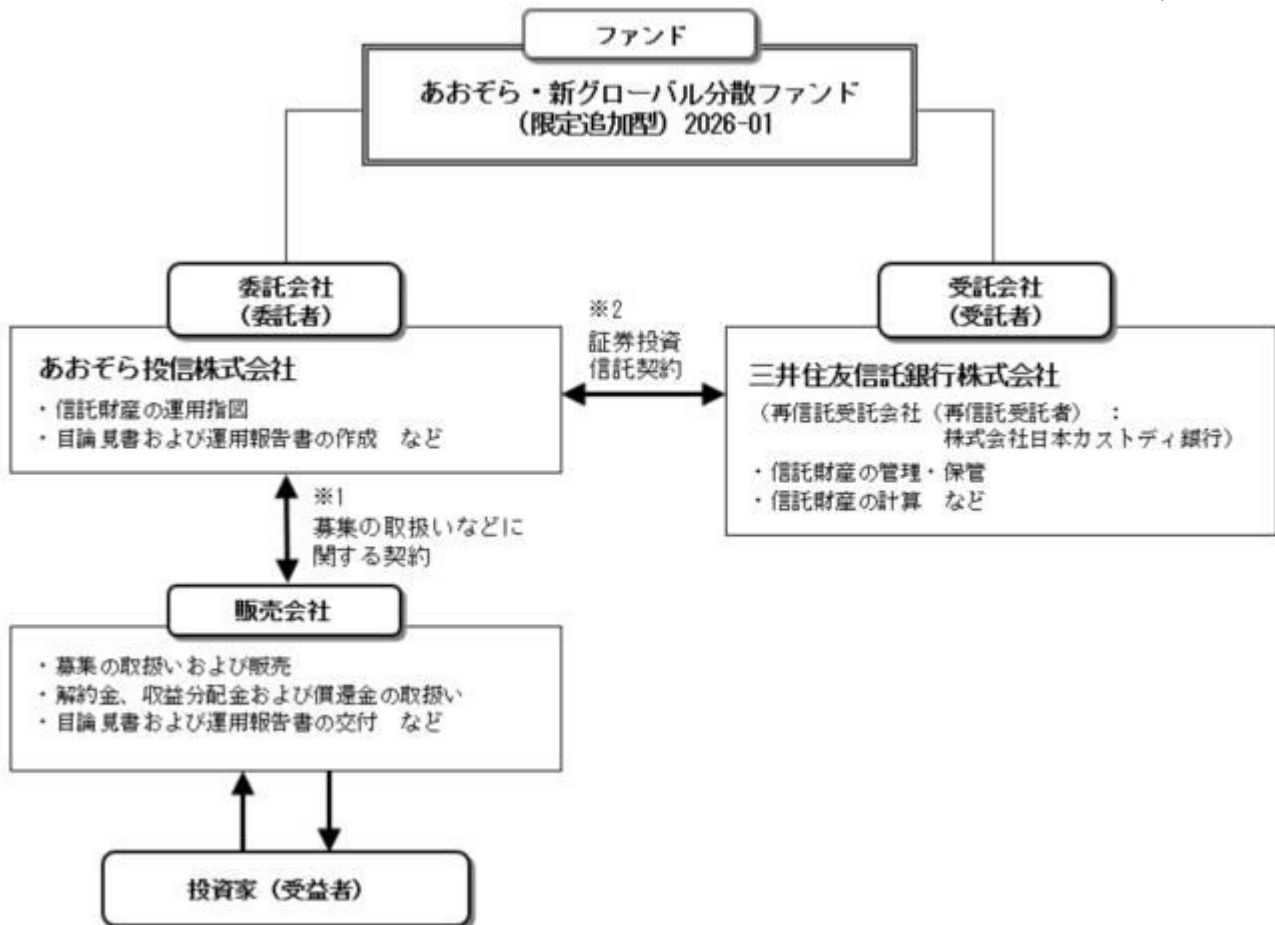 ファンド
あおぞら・新グローバル分散ファンド
(限定追加型) 2026-01
委託会社
(委託者)
あおぞら投信株式会社
・信託財産の運用指図
・目論見書および運用報告書の作成 など
※2
証券投資
信託契約
受託会社
(受託者)
三井住友信託銀行株式会社
(再信託受託会社(再信託受託者) :
株式会社日本カストディ銀行)
・信託財産の管理・保管
・信託財産の計算 など
※1
募集の取扱いなどに
関する契約
販売会社
・募集の取扱いおよび販売
・解約金、収益分配金および償還金の取扱い
・目論見書および運用報告書の交付 など
投資家(受益者)